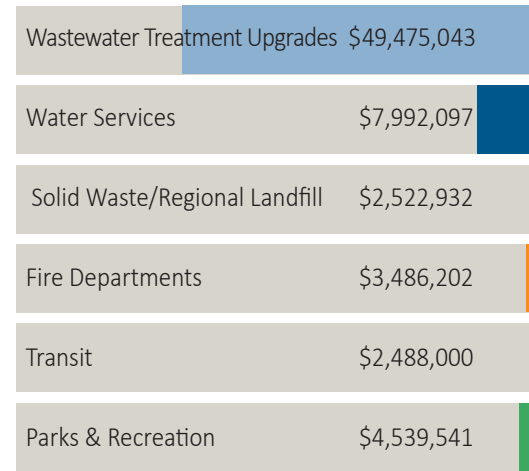 Wastewater Treatment Upgrades $49,475,043
Water Services $7,992,097
Solid Waste/Regional Landfill $2,522,932
Fire Departments $3,486,202
Transit $2,488,000
Parks & Recreation $4,539,541